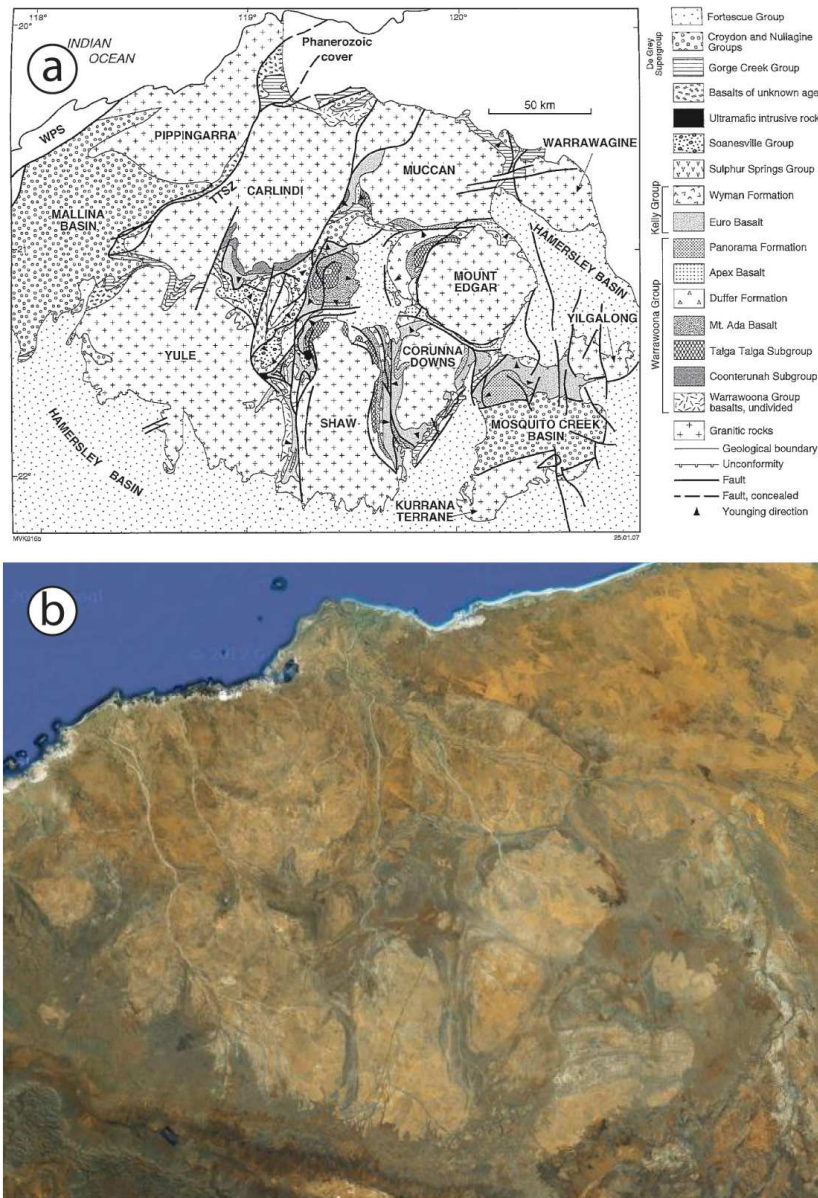 118°
119°
120°
20°
a
INDIAN
OCEAN
Phanerozoic
cover
50 km
WPS
PIPPINGARRA
WARRAWAGINE
MUCCAN
TTSZ
CARLINDI
MALLINA
BASIN
21°
HAMERSLEY BASIN
MOUNT
EDGAR
YILGALONG
YULE
CORUNNA
DOWNS
SHAW
MOSQUITO CREEK
BASIN
HAMERSLEY BASIN
22°
KURRANA
TERRANE
25.01.07
De Grey
Supergroup
Fortescue Group
Croydon and Nullagine
Groups
Gorge Creek Group
Basalts of unknown age
Ultramafic intrusive rock
Soanesville Group
Sulphur Springs Group
Kelly Group
Wyman Formation
Euro Basalt
Warrawoona Group
Panorama Formation
Apex Basalt
Duffer Formation
Mt. Ada Basalt
Talga Talga Subgroup
Coonterunah Subgroup
Warrawoona Group
basalts, undivided
Granitic rocks
Geological boundary
Unconformity
Fault
Fault, concealed
Younging direction
b